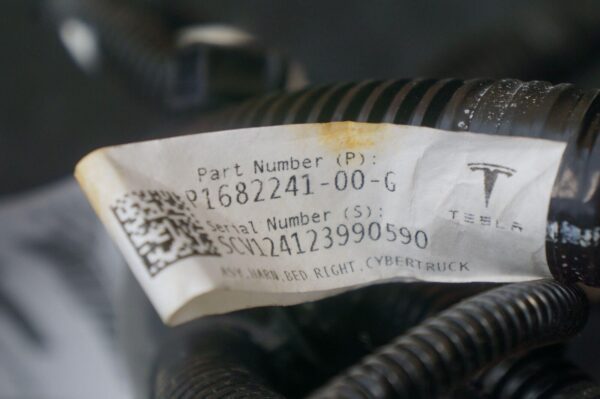 Part Number (P):
P1682241-00-G
Serial Number (S):
SCV124123990590
ASY,HARN,BED RIGHT,CYBERTRUCK
TESLA